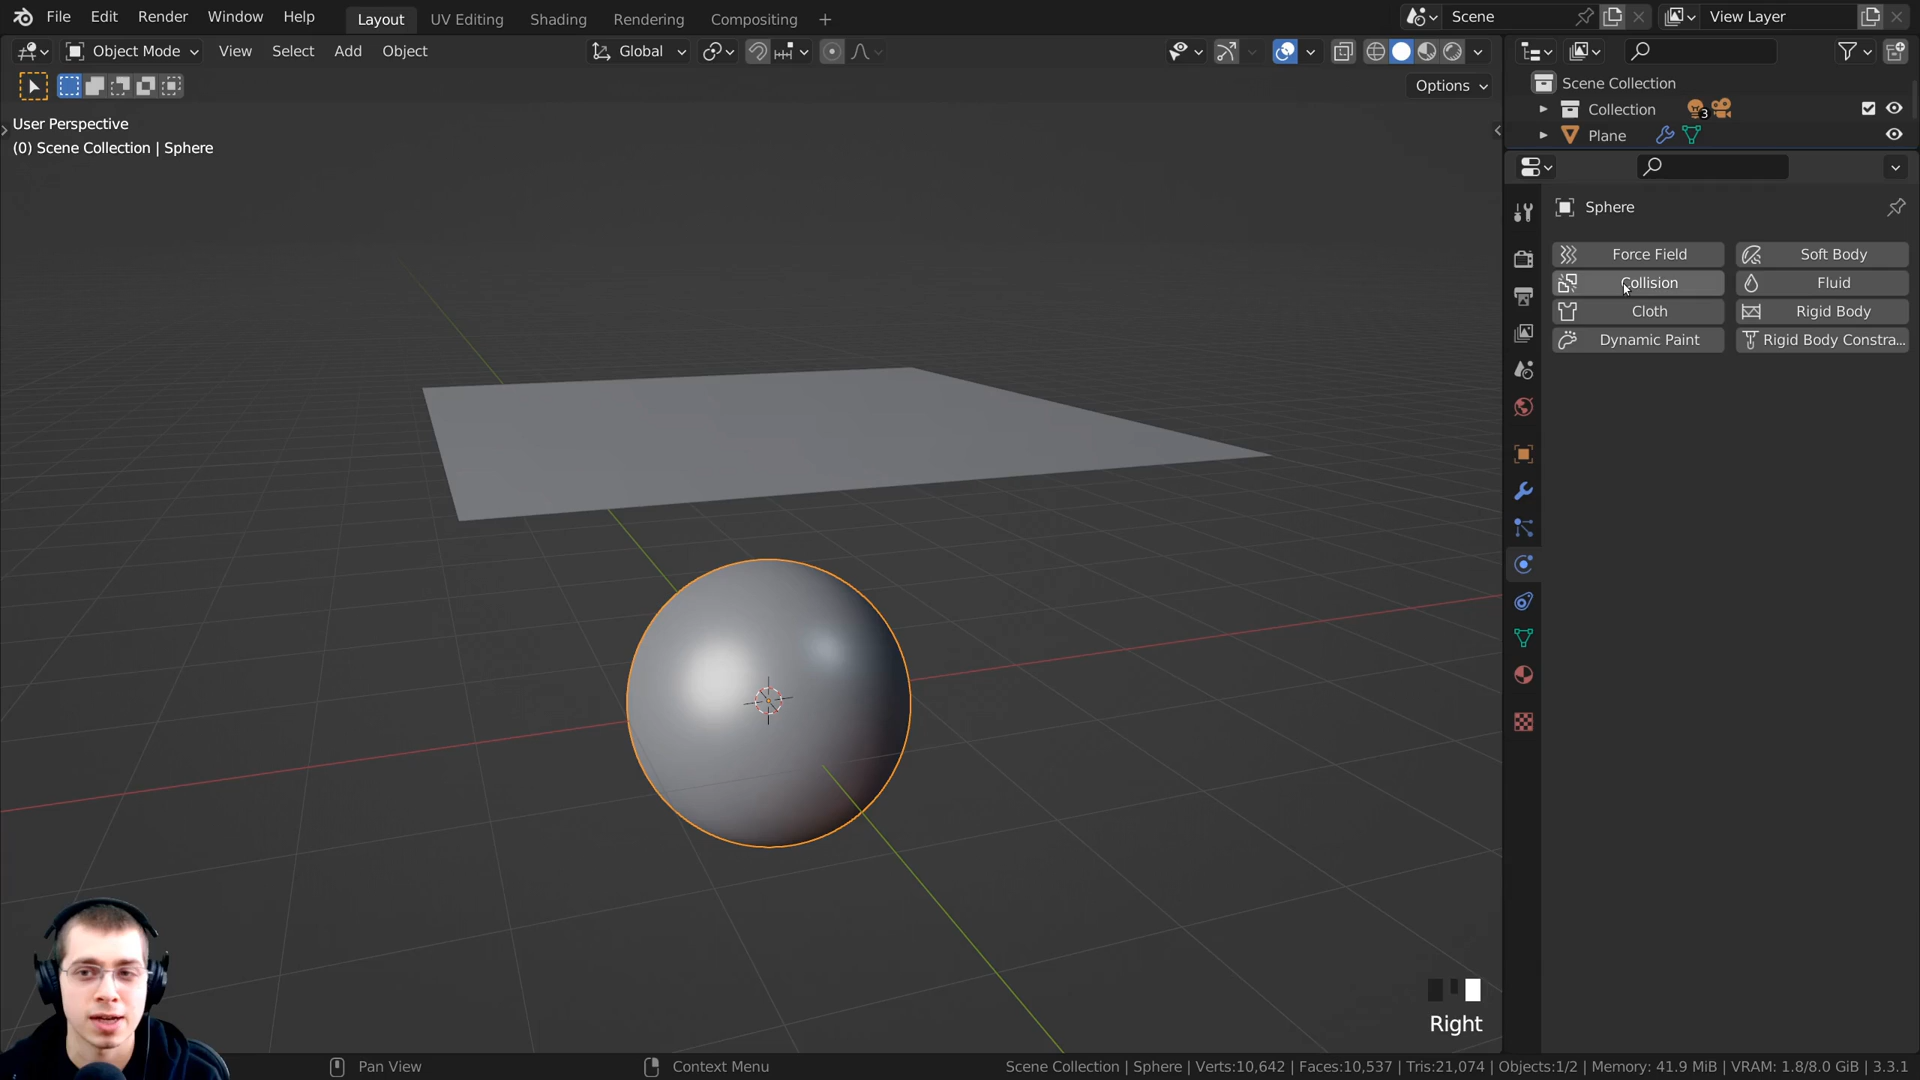 File Edit Render Window Help
Layout UV Editing Shading Rendering Compositing +
Scene
View Layer
Object Mode View Select Add Object
Global
Options
User Perspective
(0) Scene Collection | Sphere
Scene Collection
Collection 3
Plane
Sphere
Force Field Soft Body
Collision Fluid
Cloth Rigid Body
Dynamic Paint Rigid Body Constra...
Right
Pan View
Context Menu
Scene Collection | Sphere | Verts:10,642 | Faces:10,537 | Tris:21,074 | Objects:1/2 | Memory: 41.9 MiB | VRAM: 1.8/8.0 GiB | 3.3.1